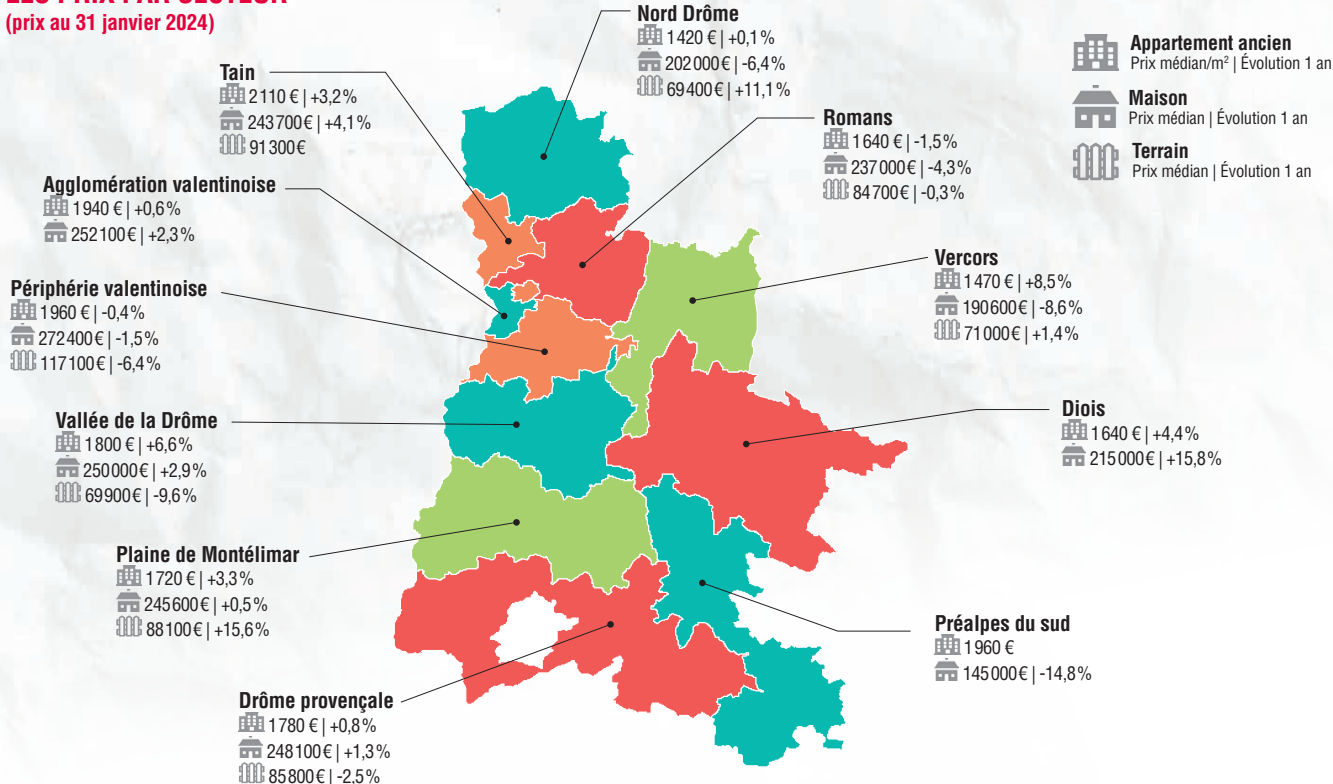 LES PRIX PAR SECTEUR
(prix au 31 janvier 2024)
Nord Drôme
1420 € | +0,1%
202000€ | -6,4%
69400€ | +11,1%
Appartement ancien
Prix médian/m² | Évolution 1 an
Maison
Prix médian | Évolution 1 an
Terrain
Prix médian | Évolution 1 an
Tain
2110 € | +3,2%
243700€ | +4,1%
91300€
Romans
1640 € | -1,5%
237000€ | -4,3%
84700€ | -0,3%
Agglomération valentinoise
1940 € | +0,6%
252100€ | +2,3%
Vercors
1470 € | +8,5%
190600€ | -8,6%
71000€ | +1,4%
Périphérie valentinoise
1960 € | -0,4%
272400€ | -1,5%
117100€ | -6,4%
Vallée de la Drôme
1800 € | +6,6%
250000€ | +2,9%
69900€ | -9,6%
Diois
1640 € | +4,4%
215000€ | +15,8%
Plaine de Montélimar
1720 € | +3,3%
245600€ | +0,5%
88100€ | +15,6%
Préalpes du sud
1960 €
145000€ | -14,8%
Drôme provençale
1780 € | +0,8%
248100€ | +1,3%
85800€ | -2,5%